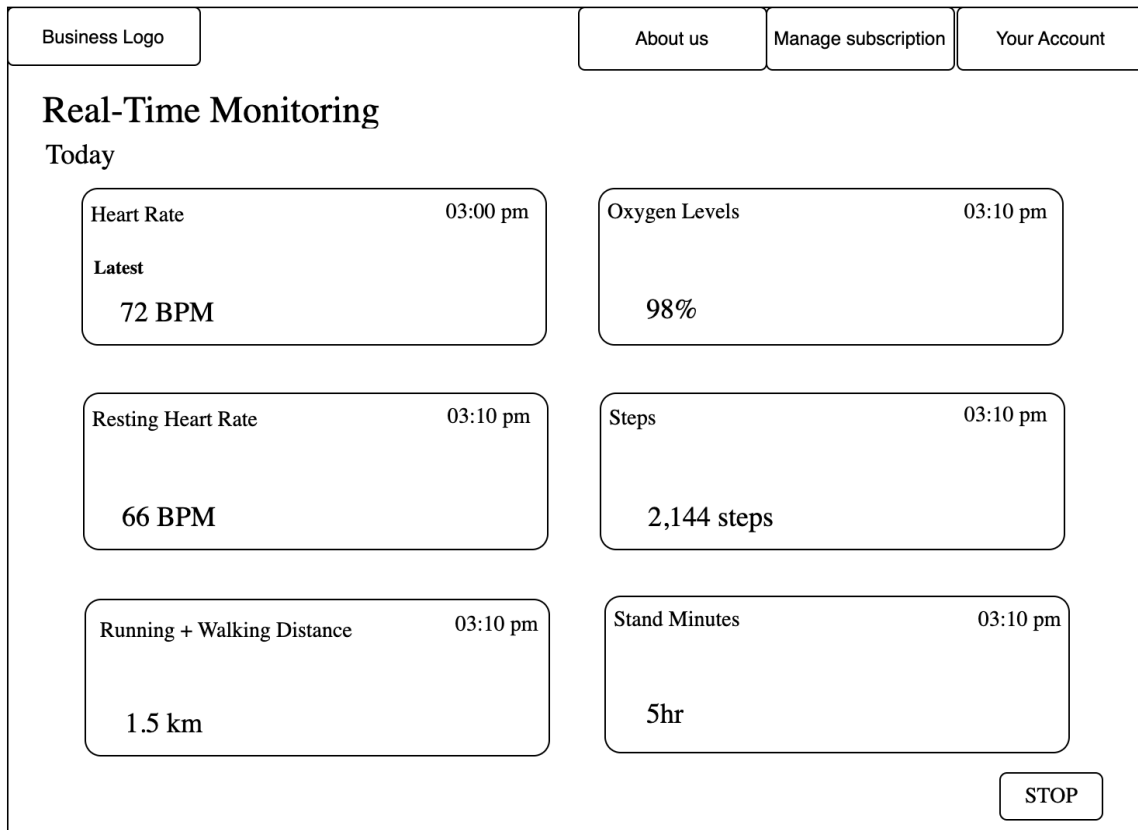 Business Logo
About us
Manage subscription
Your Account
Real-Time Monitoring
Today
Heart Rate
03:00 pm
Latest
72 BPM
Oxygen Levels
03:10 pm
98%
Resting Heart Rate
03:10 pm
66 BPM
Steps
03:10 pm
2,144 steps
Running + Walking Distance
03:10 pm
1.5 km
Stand Minutes
03:10 pm
5hr
STOP